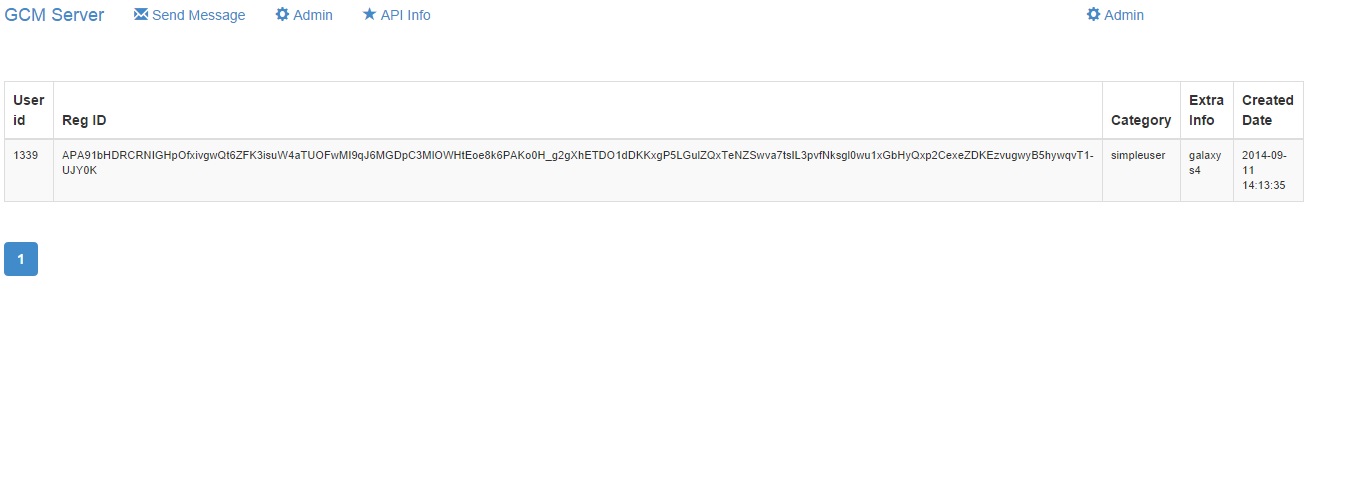 GCM Server Send Message Admin API Info Admin
User id Reg ID Category Extra Info Created Date
1339 APA91bHDRCRNIGHpOfxivgwQt6ZFK3isuW4aTUOFwMI9qJ6MGDpC3MIOWHtEoe8k6PAKo0H_g2gXhETDO1dDKKxgP5LGulZQxTeNZSwva7tsIL3pvfNksgl0wu1xGbHyQxp2CexeZDKEzvugwyB5hywqvT1-UJY0K simpleuser galaxy s4 2014-09-11 14:13:35
1